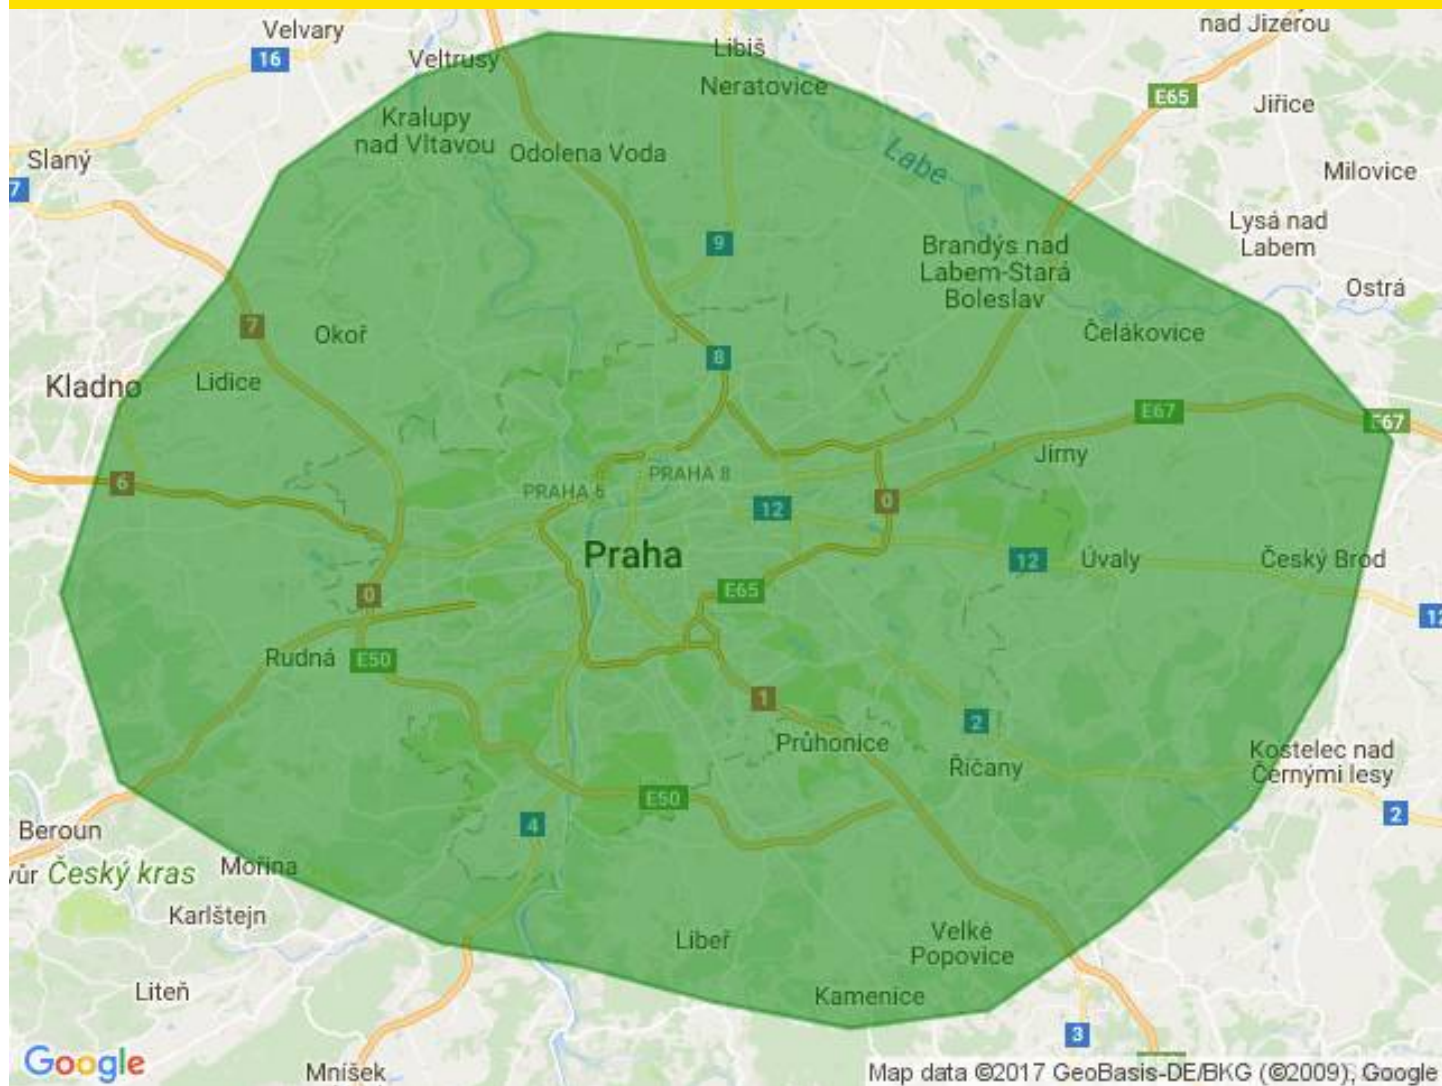 Velvary
nad Jizerou
16
Veltrusy
Libiš
Neratovice
E65
Jiřice
Kralupy
nad Vltavou
Odolena Voda
Labe
Slaný
7
Milovice
Lysá nad
Labem
9
Brandýs nad
Labem-Stará
Boleslav
Ostrá
7
Okoř
8
Čelákovice
Kladno
Lidice
E67
E67
Jirny
PRAHA 8
6
PRAHA 6
12
0
Praha
12
Úvaly
Český Brod
0
E65
12
Rudná
E50
1
2
Průhonice
Říčany
Kostelec nad
Černými lesy
E50
4
2
Beroun
vůr
Český kras
Mořina
Karlštejn
Libeř
Velké
Popovice
Liteň
Kamenice
3
Google
Mníšek
Map data ©2017 GeoBasis-DE/BKG (©2009), Google